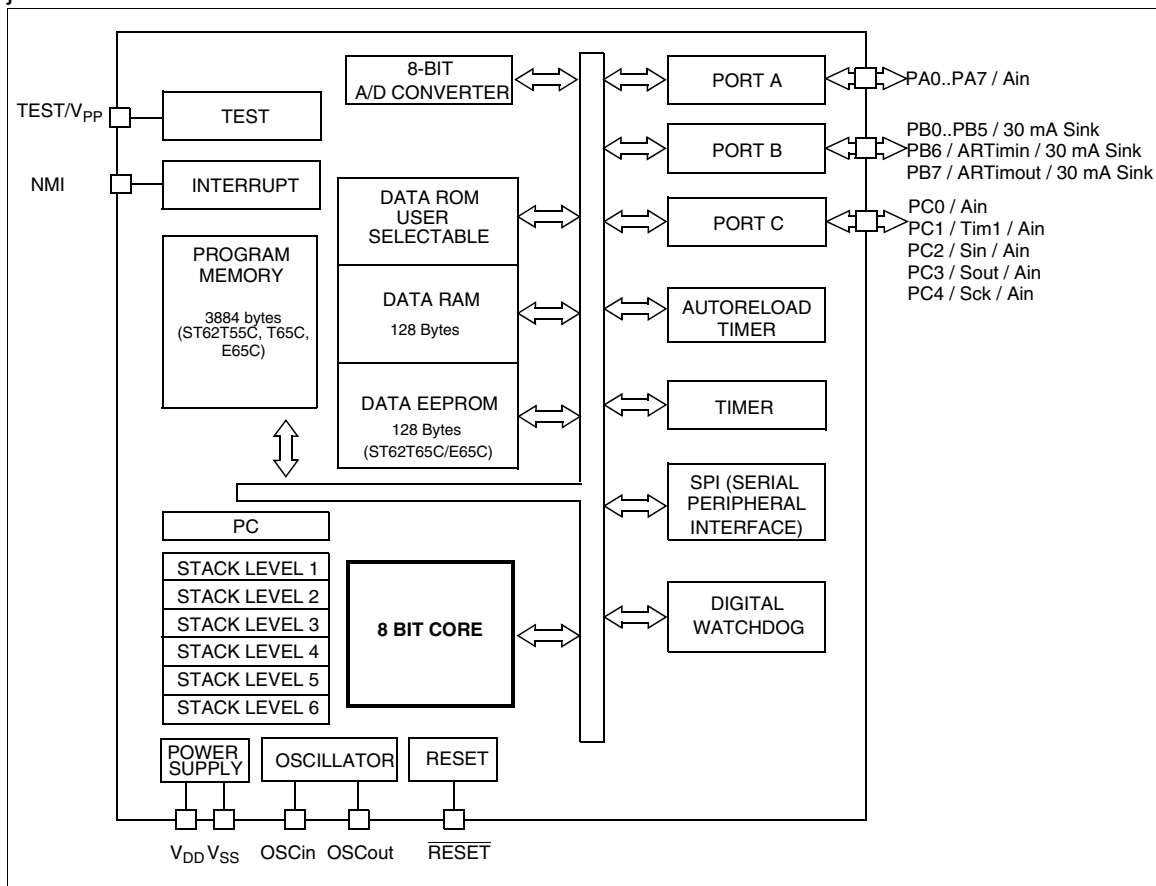 8-BIT
A/D CONVERTER
PORT A
PA0..PA7 / Ain
TEST/VPP
TEST
PORT B
PB0..PB5 / 30 mA Sink
PB6 / ARTimin / 30 mA Sink
PB7 / ARTimout / 30 mA Sink
NMI
INTERRUPT
DATA ROM
USER
SELECTABLE
PORT C
PC0 / Ain
PC1 / Tim1 / Ain
PC2 / Sin / Ain
PC3 / Sout / Ain
PC4 / Sck / Ain
PROGRAM
MEMORY
3884 bytes
(ST62T55C, T65C,
E65C)
DATA RAM
128 Bytes
AUTORELOAD
TIMER
DATA EEPROM
128 Bytes
(ST62T65C/E65C)
TIMER
SPI (SERIAL
PERIPHERAL
INTERFACE)
PC
STACK LEVEL 1
STACK LEVEL 2
STACK LEVEL 3
STACK LEVEL 4
STACK LEVEL 5
STACK LEVEL 6
8 BIT CORE
DIGITAL
WATCHDOG
POWER
SUPPLY
OSCILLATOR
RESET
VDD VSS
OSCin OSCout
RESET